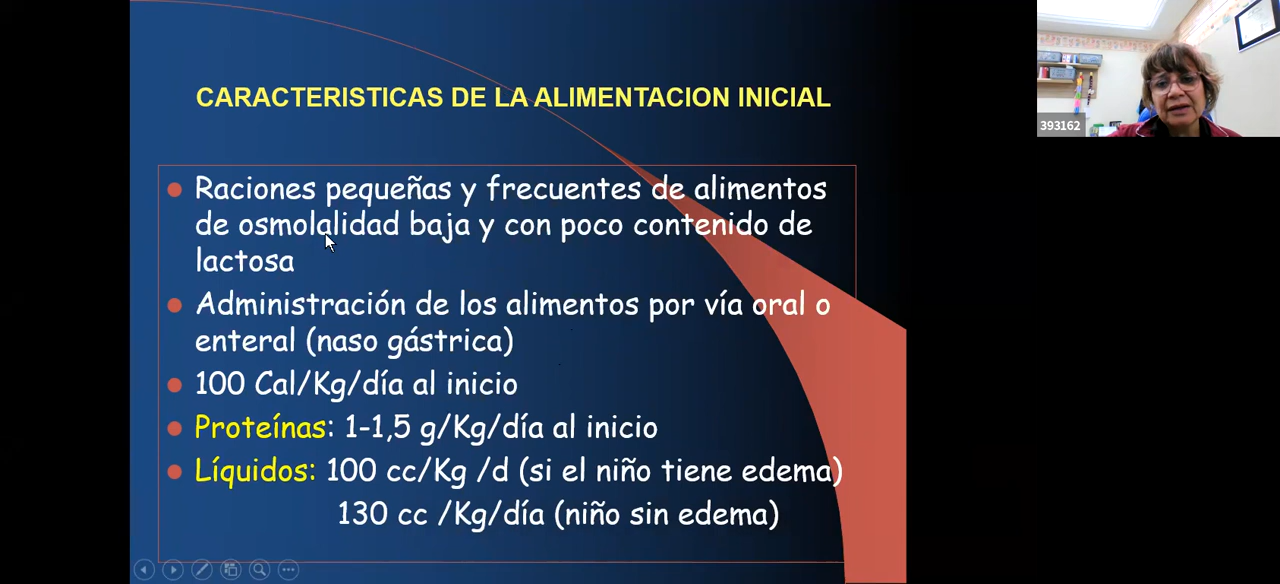 CARACTERISTICAS DE LA ALIMENTACION INICIAL
Raciones pequeñas y frecuentes de alimentos
de osmolalidad baja y con poco contenido de
lactosa
Administración de los alimentos por vía oral o
enteral (naso gástrica)
100 Cal/Kg/día al inicio
Proteínas: 1-1,5 g/Kg/día al inicio
Líquidos: 100 cc/Kg /d (si el niño tiene edema)
130 cc /Kg/día (niño sin edema)
393162